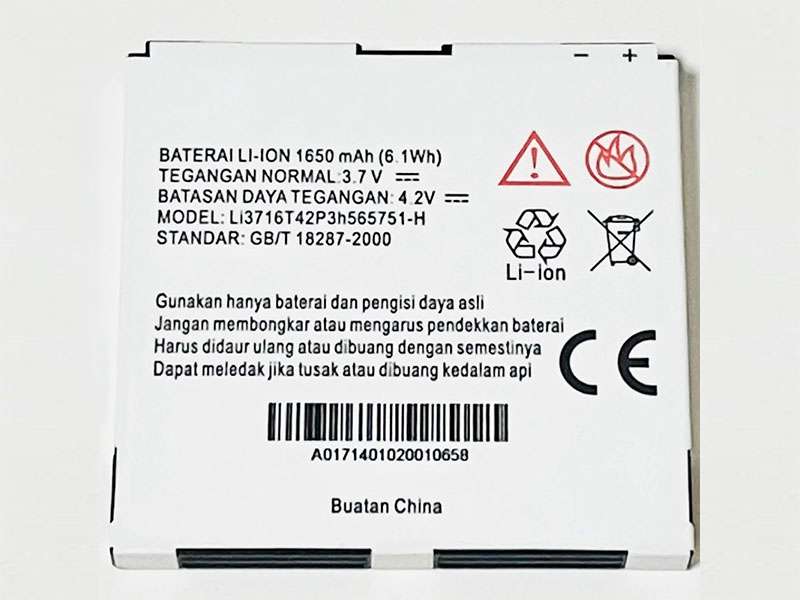 − +
BATERAI LI-ION 1650 mAh (6.1Wh)
TEGANGAN NORMAL:3.7 V
BATASAN DAYA TEGANGAN: 4.2V
MODEL: Li3716T42P3h565751-H
STANDAR: GB/T 18287-2000
Li-ion
Gunakan hanya baterai dan pengisi daya asli
Jangan membongkar atau mengarus pendekkan baterai
Harus didaur ulang atau dibuang dengan semestinya
Dapat meledak jika tusak atau dibuang kedalam api
CE
A0171401020010658
Buatan China